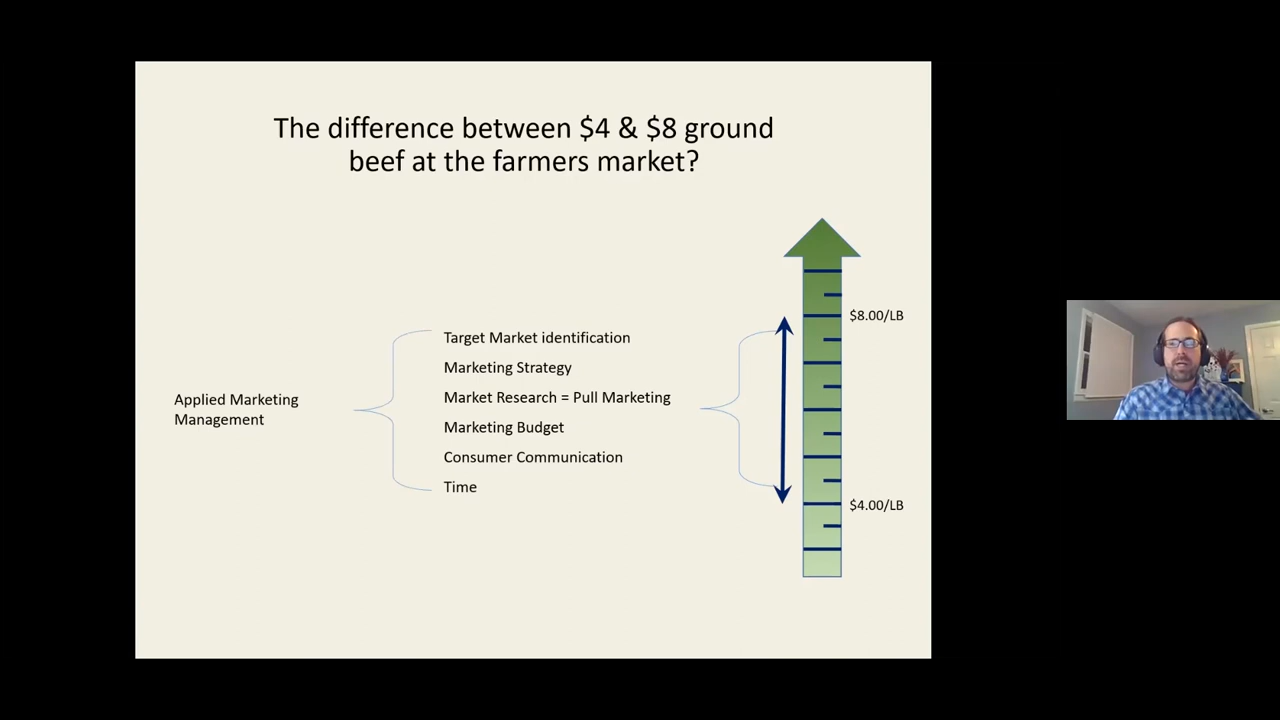 The difference between $4 & $8 ground
beef at the farmers market?
$8.00/LB
Target Market identification
Marketing Strategy
Market Research = Pull Marketing
Applied Marketing
Management
Marketing Budget
Consumer Communication
Time
$4.00/LB